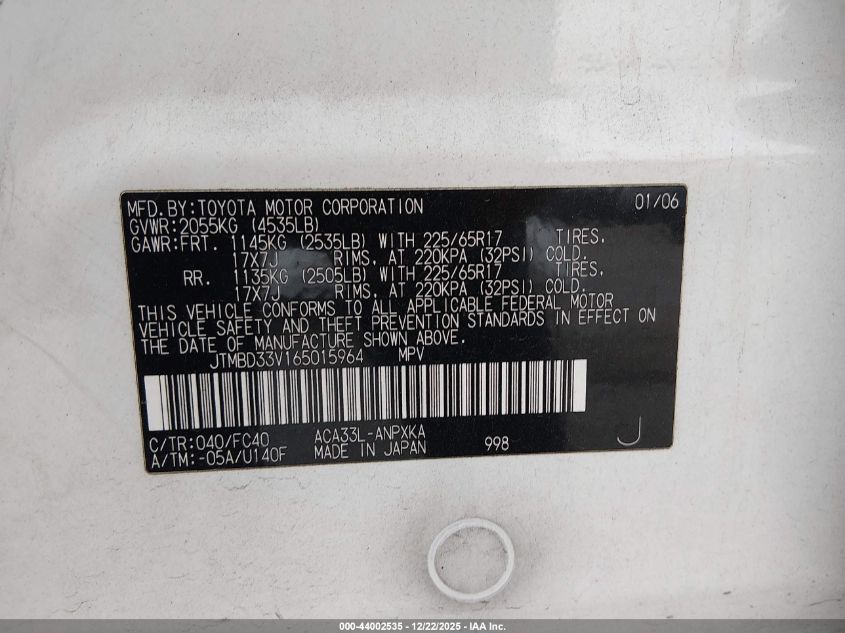 MFD.BY:TOYOTA MOTOR CORPORATION 01/06
GVWR:2055KG (4535LB)
GAWR:FRT. 1145KG (2535LB) WITH 225/65R17 TIRES.
17X7J RIMS, AT 220KPA (32PSI) COLD.
RR. 1135KG (2505LB) WITH 225/65R17 TIRES.
17X7J RIMS, AT 220KPA (32PSI) COLD.
THIS VEHICLE CONFORMS TO ALL APPLICABLE FEDERAL MOTOR
VEHICLE SAFETY AND THEFT PREVENTION STANDARDS IN EFFECT ON
THE DATE OF MANUFACTURE SHOWN ABOVE.
JTMBD33V165015964 MPV
C/TR:040/FC40 ACA33L-ANPXKA
A/TM:-05A/U140F MADE IN JAPAN 998 J
000-44002535 - 12/22/2025 - IAA Inc.